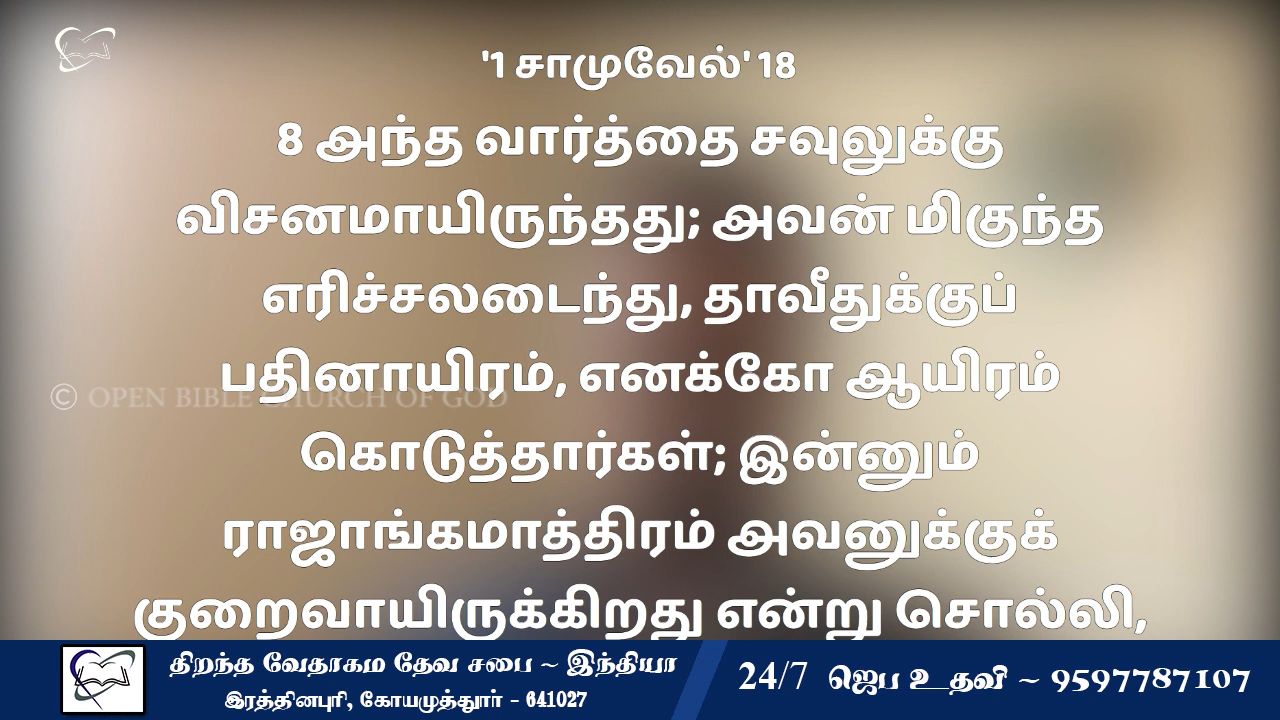 '1 சாமுவேல்' 18
8 அந்த வார்த்தை சவுலுக்கு
விசனமாயிருந்தது; அவன் மிகுந்த
எரிச்சலடைந்து, தாவீதுக்குப்
பதினாயிரம், எனக்கோ ஆயிரம்
© OPEN BIBLE CHURCH OF GOD
கொடுத்தார்கள்; இன்னும்
ராஜாங்கமாத்திரம் அவனுக்குக்
குறைவாயிருக்கிறது என்று சொல்லி,
திறந்த வேதாகம தேவ சபை ~ இந்தியா
இரத்தினபுரி, கோயமுத்தூர் - 641027
24/7 ஜெப உதவி ~ 9597787107